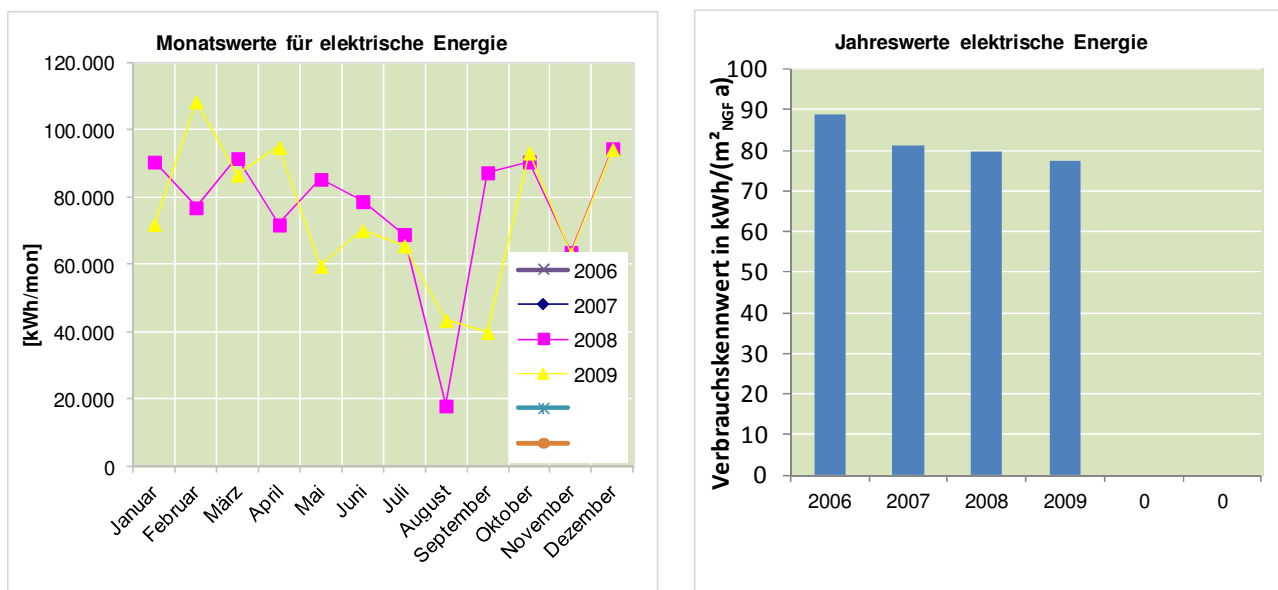 Monatswerte für elektrische Energie
[kWh/mon]
120.000
100.000
80.000
60.000
40.000
20.000
0
Januar
Februar
März
April
Mai
Juni
Juli
August
September
Oktober
November
Dezember
2006
2007
2008
2009
Jahreswerte elektrische Energie
Verbrauchskennwert in kWh/(m²NGF a)
100
90
80
70
60
50
40
30
20
10
0
2006 2007 2008 2009 0 0